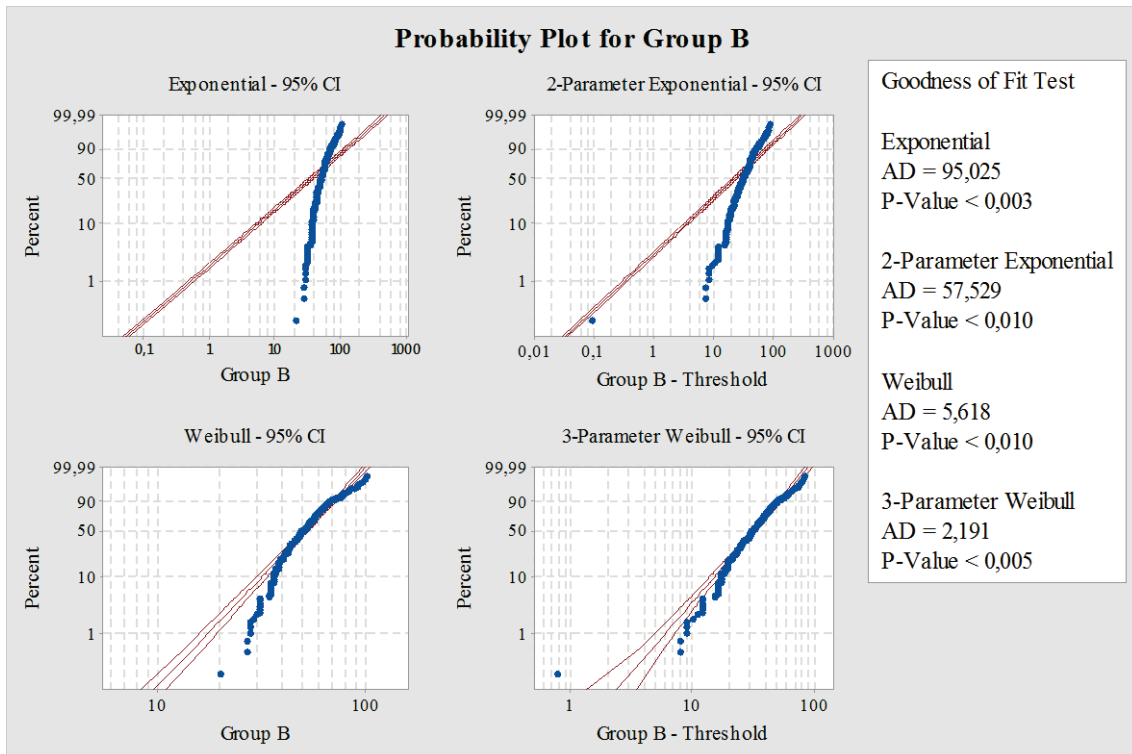 Probability Plot for Group B
Exponential - 95% CI
99,99
90
50
10
1
Percent
0,1 1 10 100 1000
Group B
2-Parameter Exponential - 95% CI
99,99
90
50
10
1
Percent
0,01 0,1 1 10 100 1000
Group B - Threshold
Weibull - 95% CI
99,99
90
50
10
1
Percent
10 100
Group B
3-Parameter Weibull - 95% CI
99,99
90
50
10
1
Percent
1 10 100
Group B - Threshold
Goodness of Fit Test
Exponential
AD = 95,025
P-Value < 0,003
2-Parameter Exponential
AD = 57,529
P-Value < 0,010
Weibull
AD = 5,618
P-Value < 0,010
3-Parameter Weibull
AD = 2,191
P-Value < 0,005